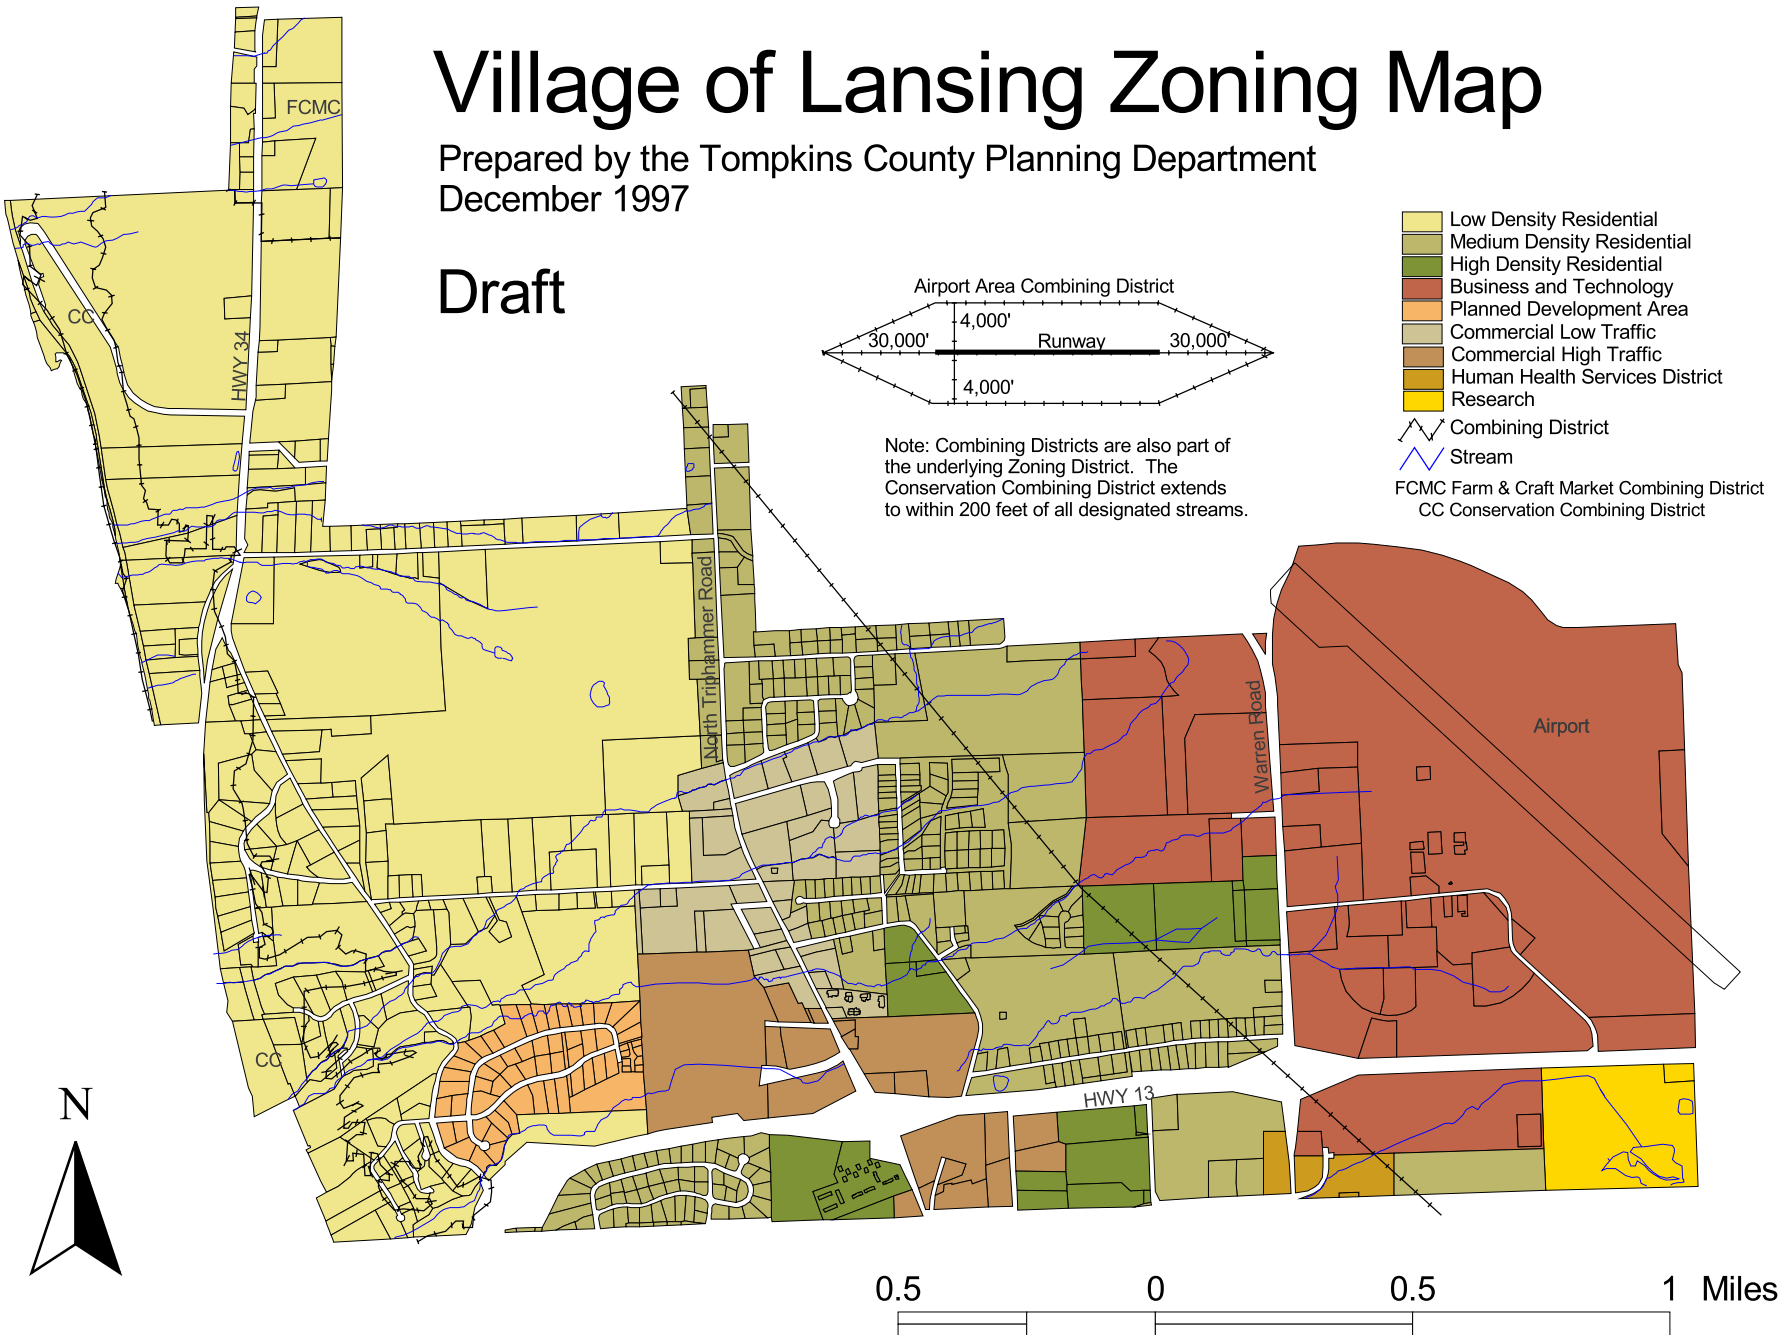 Village of Lansing Zoning Map
Prepared by the Tompkins County Planning Department
December 1997
Draft
FCMC
CC
HWY 34
Airport Area Combining District
4,000'
30,000'
Runway
30,000'
4,000'
Note: Combining Districts are also part of
the underlying Zoning District. The
Conservation Combining District extends
to within 200 feet of all designated streams.
Low Density Residential
Medium Density Residential
High Density Residential
Business and Technology
Planned Development Area
Commercial Low Traffic
Commercial High Traffic
Human Health Services District
Research
Combining District
Stream
FCMC Farm & Craft Market Combining District
CC Conservation Combining District
North Triphammer Road
Warren Road
Airport
CC
HWY 13
N
0.5 0 0.5 1 Miles